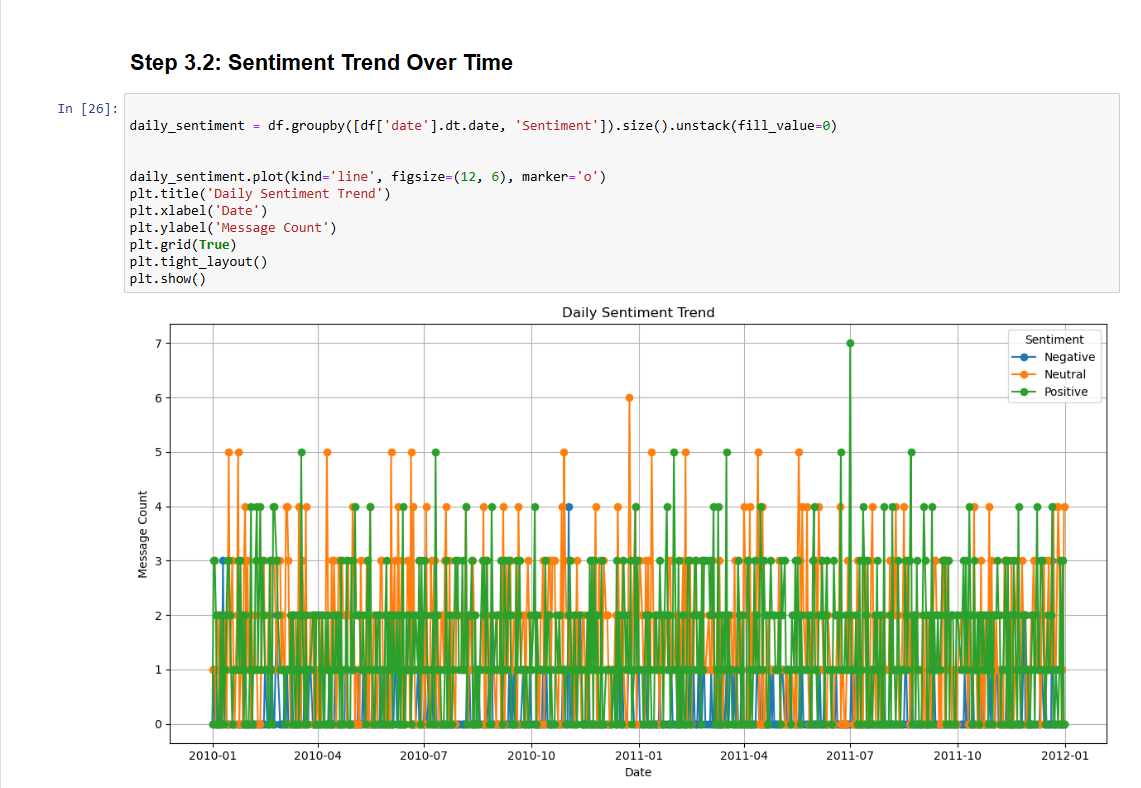 Step 3.2: Sentiment Trend Over Time
In [26]:
daily_sentiment = df.groupby([df['date'].dt.date, 'Sentiment']).size().unstack(fill_value=0)
daily_sentiment.plot(kind='line', figsize=(12, 6), marker='o')
plt.title('Daily Sentiment Trend')
plt.xlabel('Date')
plt.ylabel('Message Count')
plt.grid(True)
plt.tight_layout()
plt.show()
Daily Sentiment Trend
Sentiment
Negative
Neutral
Positive
Message Count
7
6
5
4
3
2
1
0
2010-01 2010-04 2010-07 2010-10 2011-01 2011-04 2011-07 2011-10 2012-01
Date